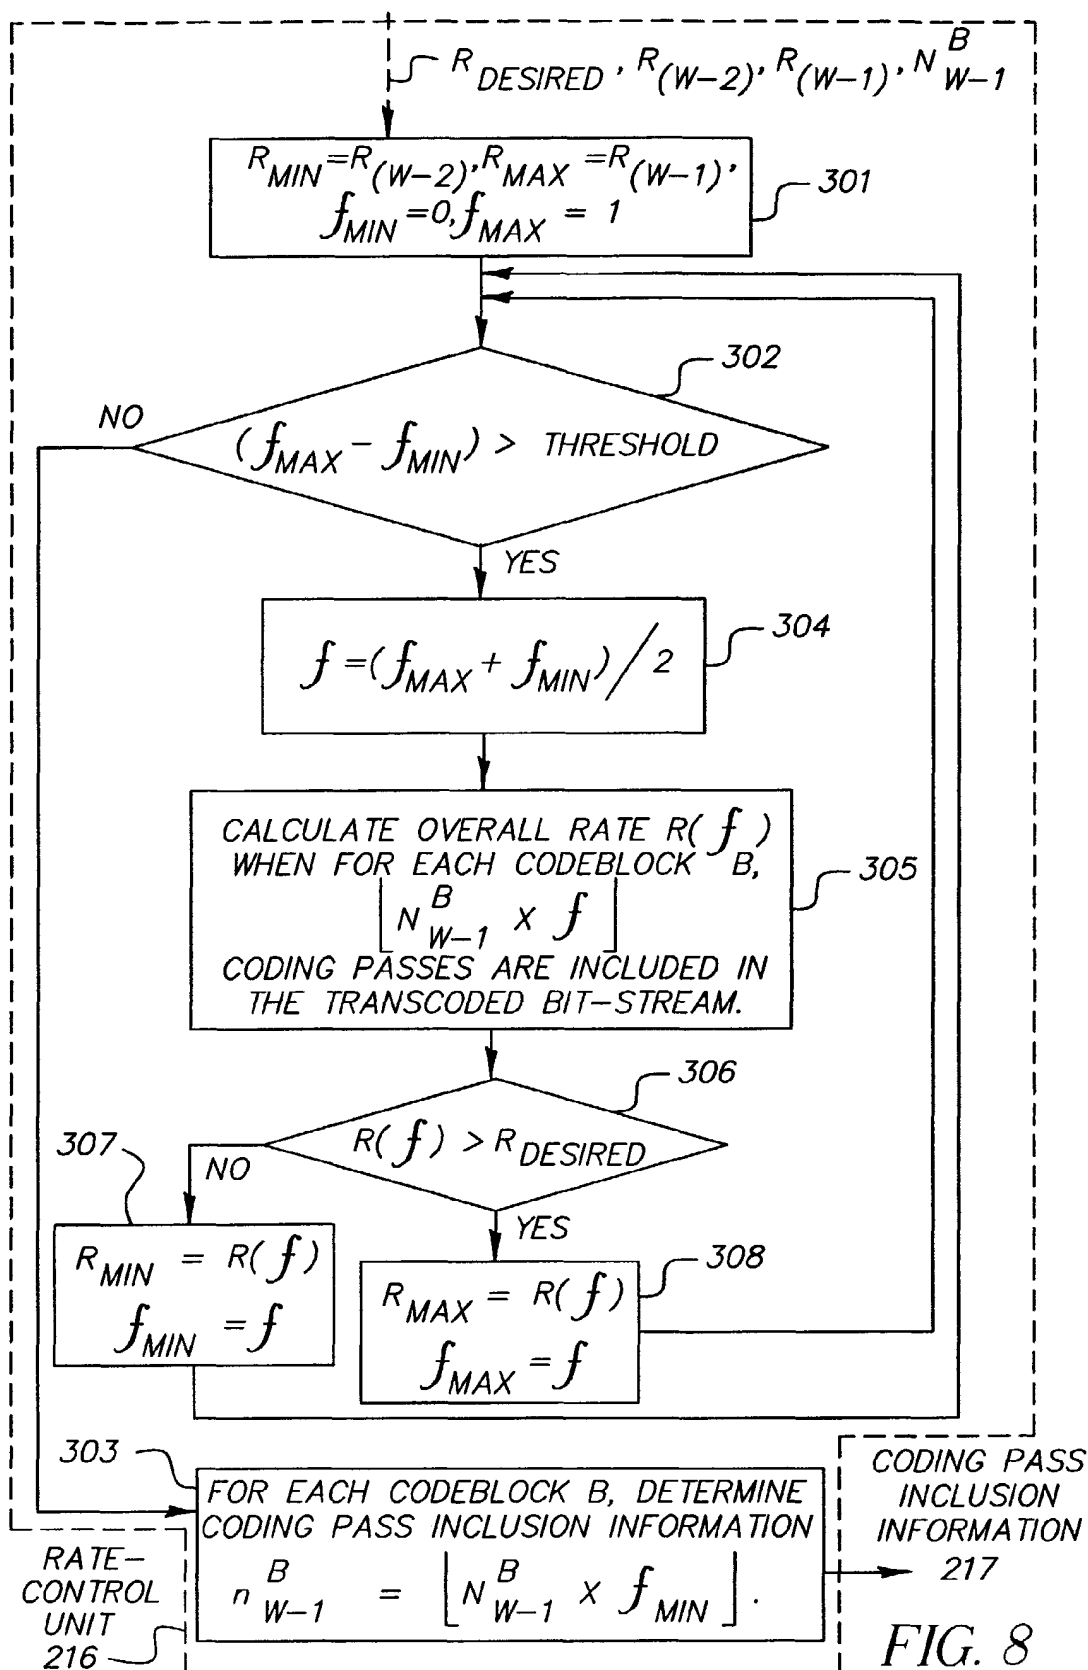 R DESIRED, R (W-2), R (W-1), N B W-1
R MIN = R (W-2), R MAX = R (W-1),
f MIN = 0, f MAX = 1
301
302
NO
(f MAX - f MIN) > THRESHOLD
YES
304
f = (f MAX + f MIN) / 2
CALCULATE OVERALL RATE R(f)
WHEN FOR EACH CODEBLOCK B,
⌊N B W-1 X f⌋
CODING PASSES ARE INCLUDED IN
THE TRANSCODED BIT-STREAM.
305
306
R(f) > R DESIRED
307
NO
YES
R MIN = R(f)
f MIN = f
308
R MAX = R(f)
f MAX = f
303
FOR EACH CODEBLOCK B, DETERMINE
CODING PASS INCLUSION INFORMATION
n B W-1 = ⌊N B W-1 X f MIN⌋.
CODING PASS
INCLUSION
INFORMATION
217
RATE-
CONTROL
UNIT
216
FIG. 8